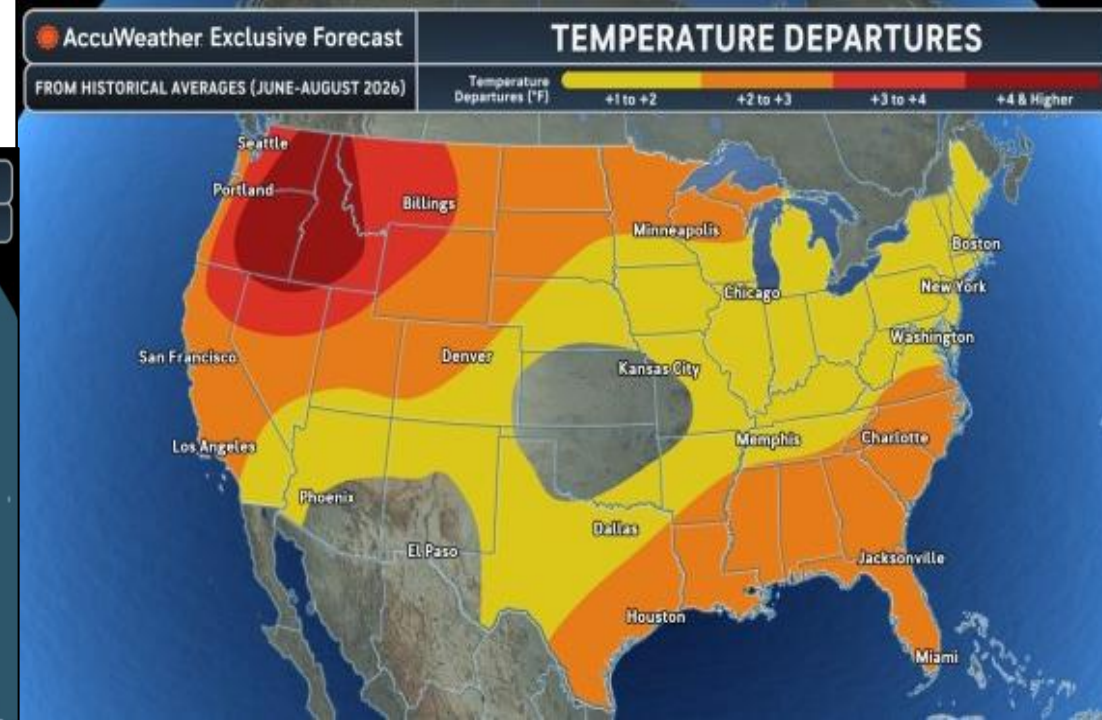 AccuWeather Exclusive Forecast
TEMPERATURE DEPARTURES
FROM HISTORICAL AVERAGES (JUNE-AUGUST 2026)
Temperature
Departures (°F)
+1 to +2
+2 to +3
+3 to +4
+4 & Higher
Seattle
Portland
Billings
Minneapolis
Boston
New York
Chicago
Washington
San Francisco
Denver
Kansas City
Los Angeles
Memphis
Charlotte
Phoenix
Dallas
El Paso
Jacksonville
Houston
Miami